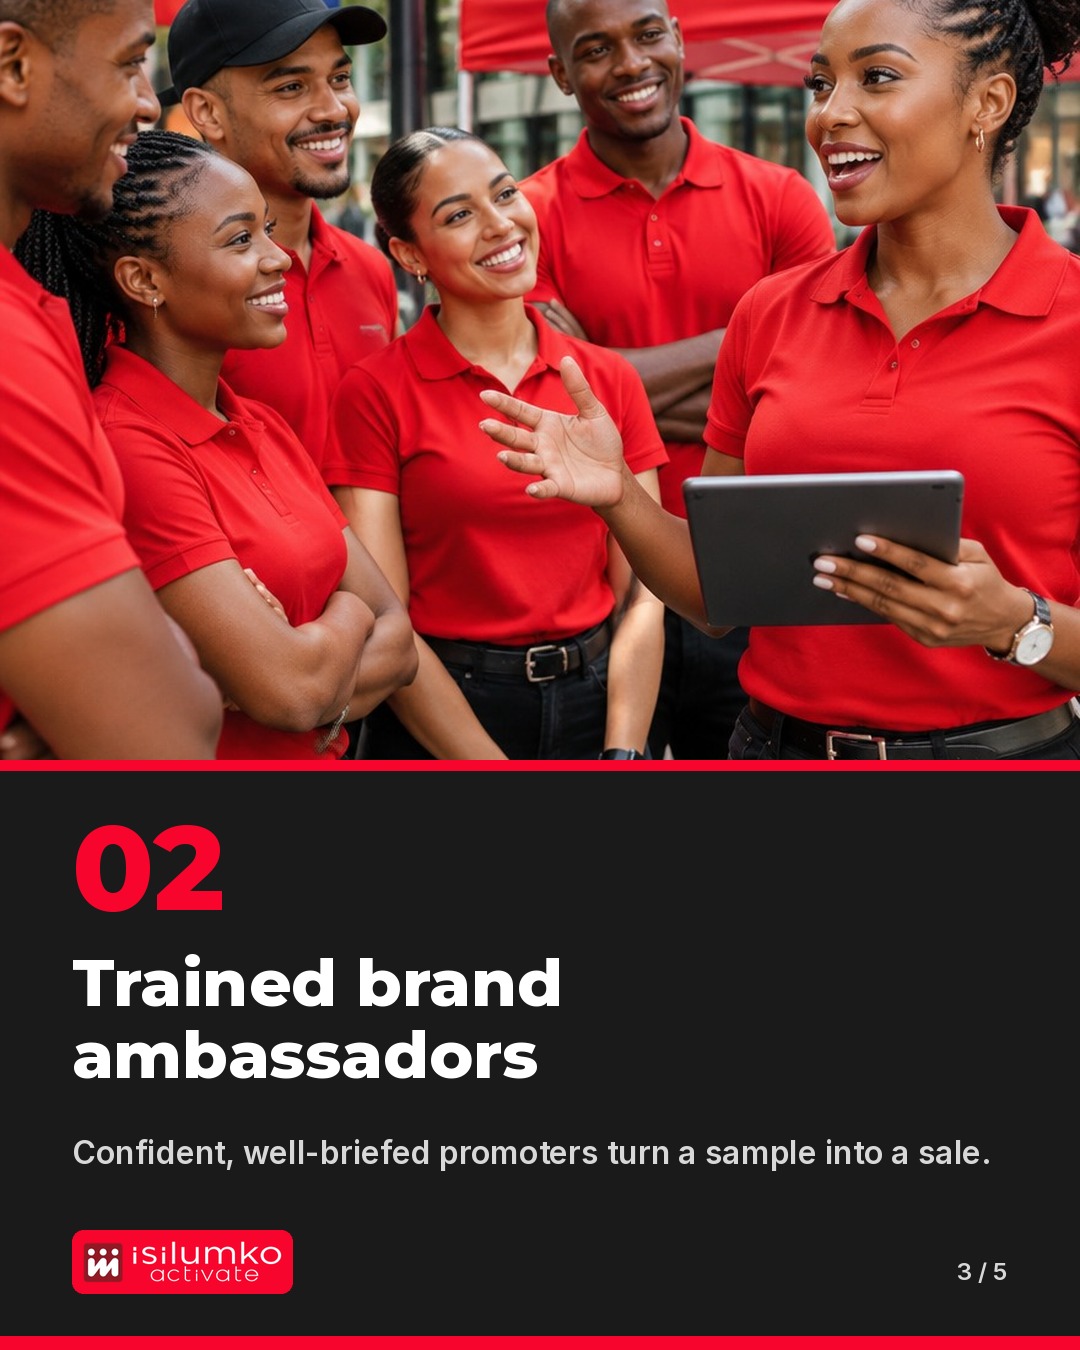 02
Trained brand
ambassadors
Confident, well-briefed promoters turn a sample into a sale.
isilumko
activate
3 / 5